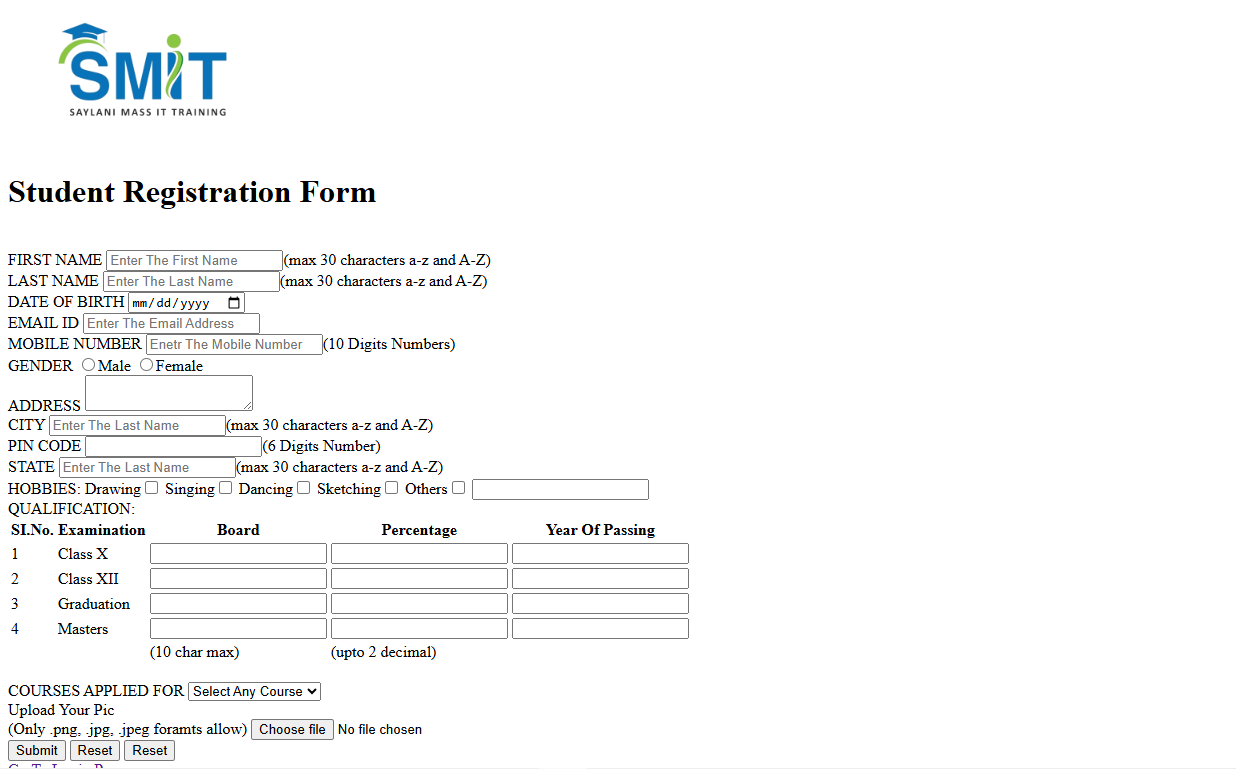 SMIT
SAYLANI MASS IT TRAINING
Student Registration Form
FIRST NAME Enter The First Name (max 30 characters a-z and A-Z)
LAST NAME Enter The Last Name (max 30 characters a-z and A-Z)
DATE OF BIRTH mm/dd/yyyy
EMAIL ID Enter The Email Address
MOBILE NUMBER Enetr The Mobile Number (10 Digits Numbers)
GENDER Male Female
ADDRESS
CITY Enter The Last Name (max 30 characters a-z and A-Z)
PIN CODE (6 Digits Number)
STATE Enter The Last Name (max 30 characters a-z and A-Z)
HOBBIES: Drawing Singing Dancing Sketching Others
QUALIFICATION:
SI.No. Examination Board Percentage Year Of Passing
1 Class X
2 Class XII
3 Graduation
4 Masters
(10 char max) (upto 2 decimal)
COURSES APPLIED FOR Select Any Course
Upload Your Pic
(Only .png, .jpg, .jpeg foramts allow) Choose file No file chosen
Submit Reset Reset